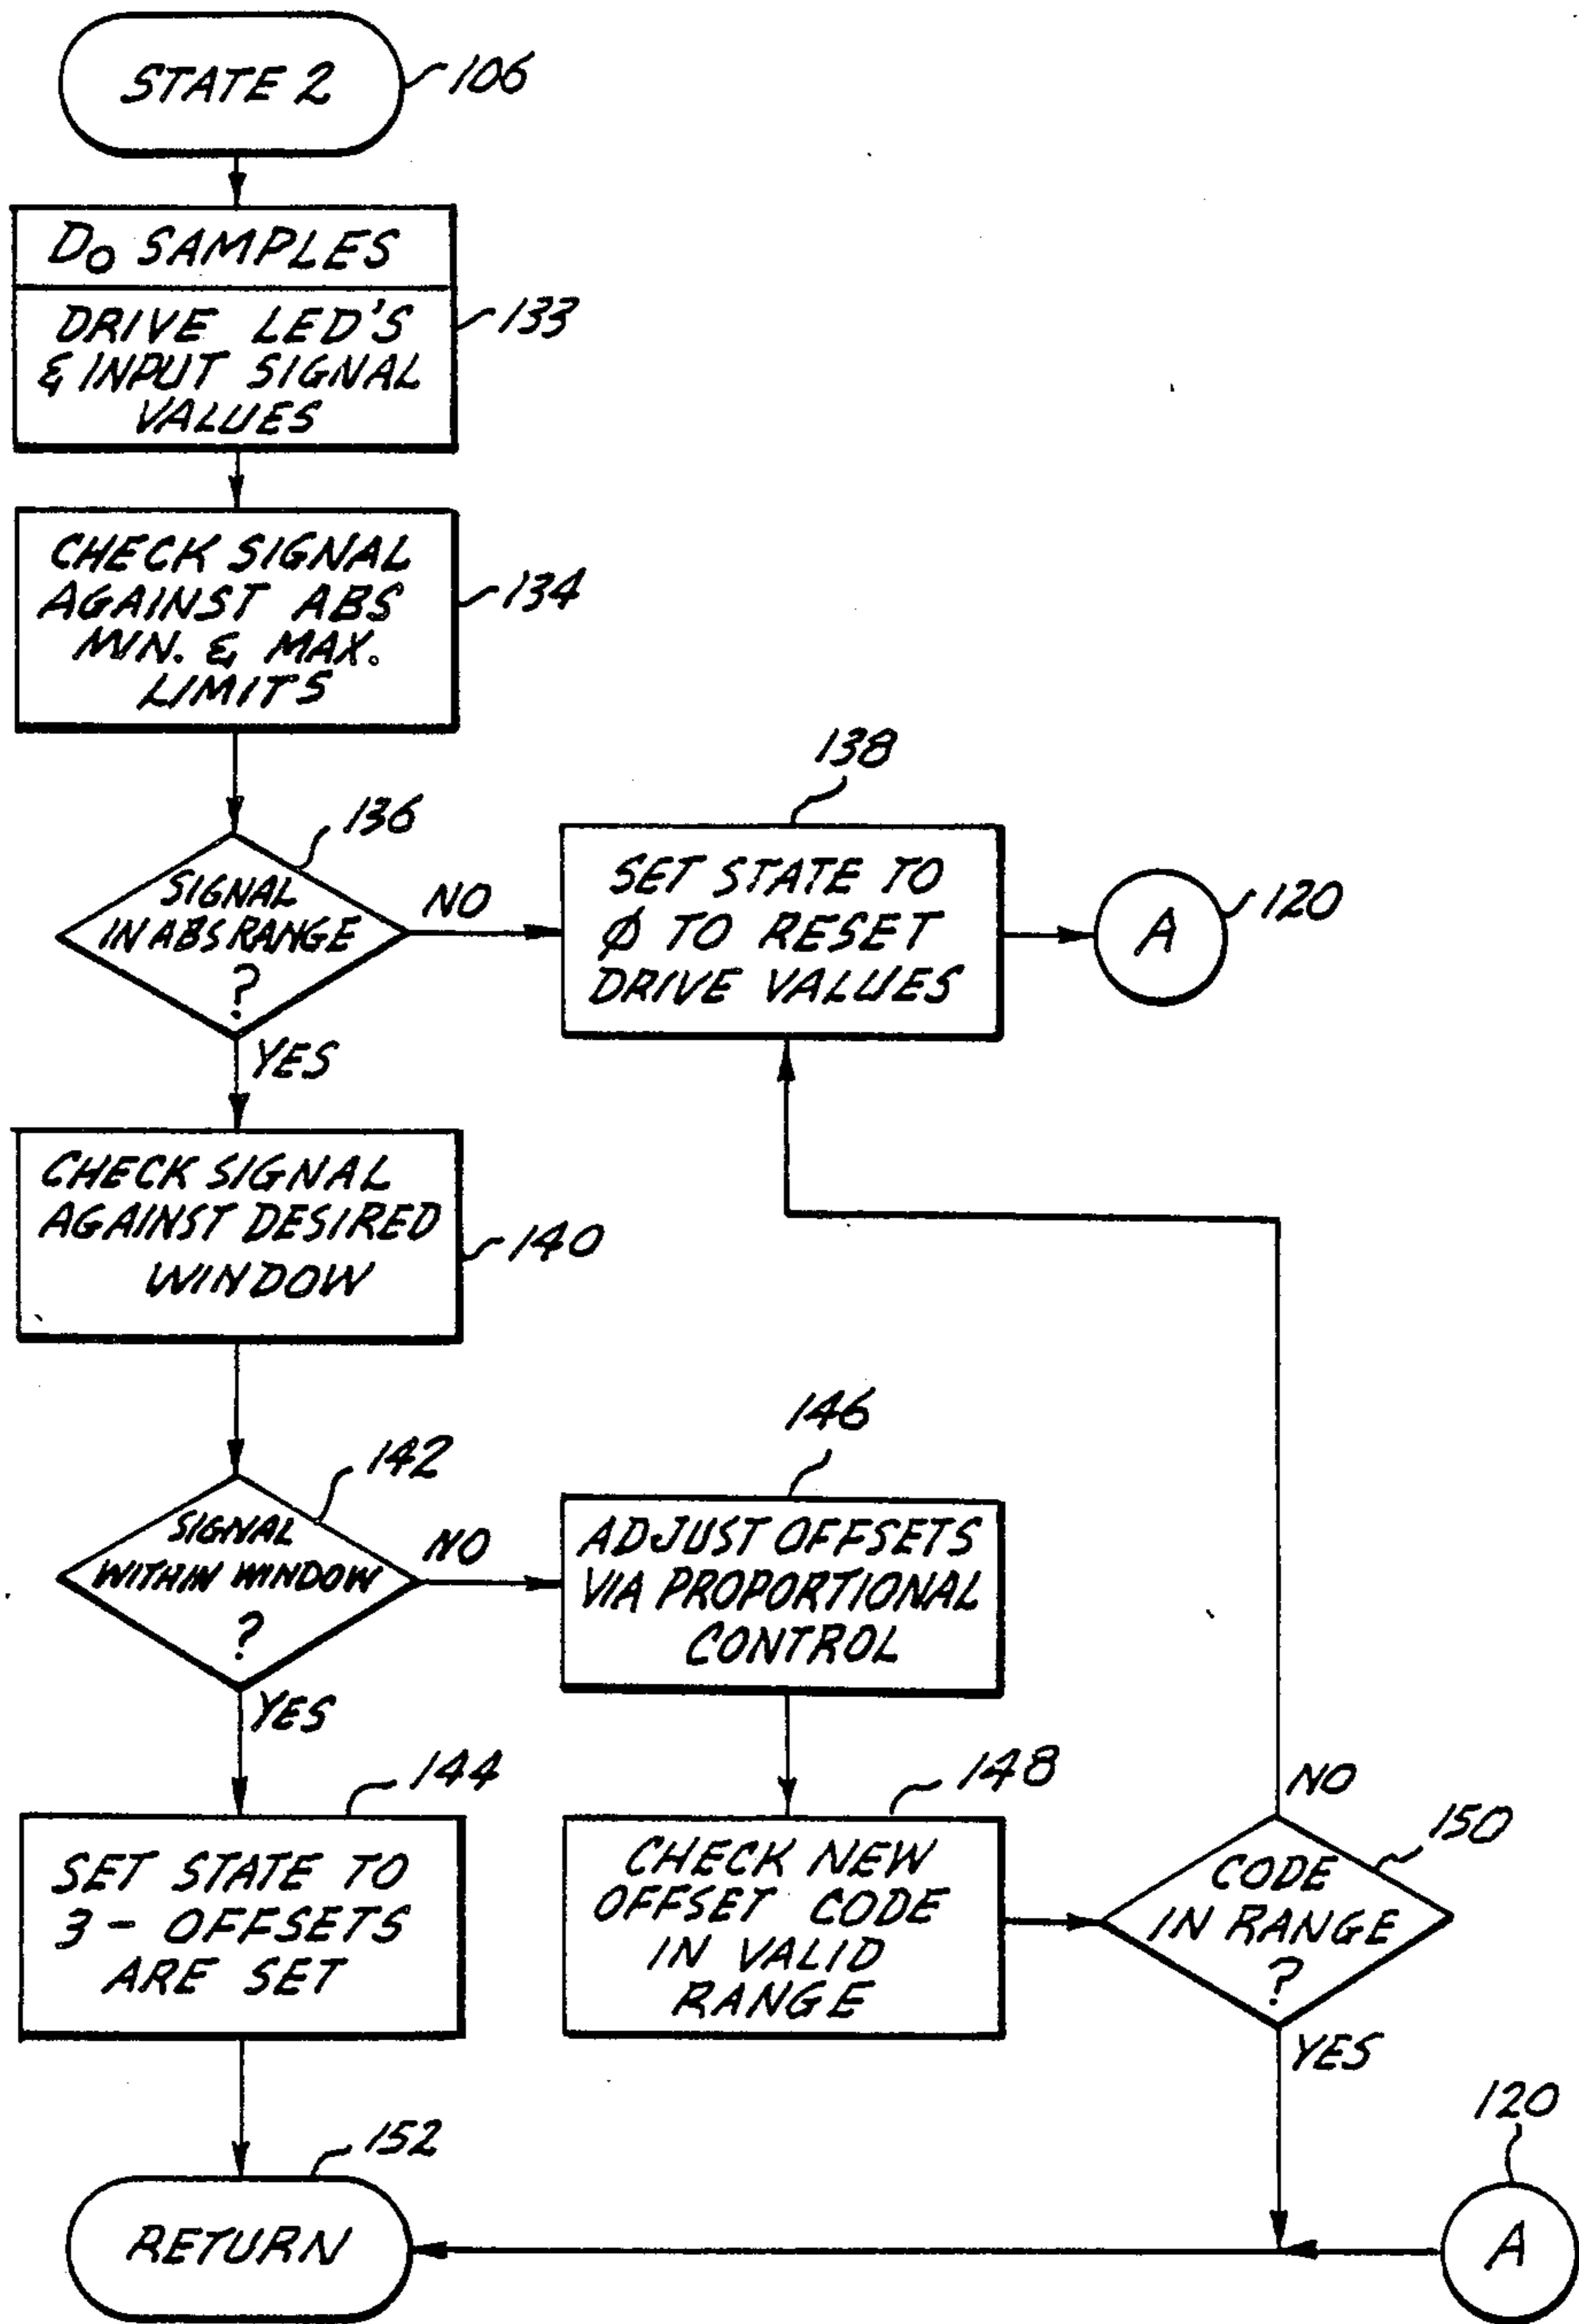 STATE 2
106
Do SAMPLES
DRIVE LED'S
& INPUT SIGNAL
VALUES
133
CHECK SIGNAL
AGAINST ABS
MIN. & MAX.
LIMITS
134
136
SIGNAL
IN ABS RANGE
?
NO
YES
138
SET STATE TO
ϕ TO RESET
DRIVE VALUES
A
120
CHECK SIGNAL
AGAINST DESIRED
WINDOW
140
142
SIGNAL
WITHIN WINDOW
?
NO
YES
146
ADJUST OFFSETS
VIA PROPORTIONAL
CONTROL
144
SET STATE TO
3 - OFFSETS
ARE SET
148
CHECK NEW
OFFSET CODE
IN VALID
RANGE
NO
150
CODE
IN RANGE
?
YES
152
RETURN
120
A